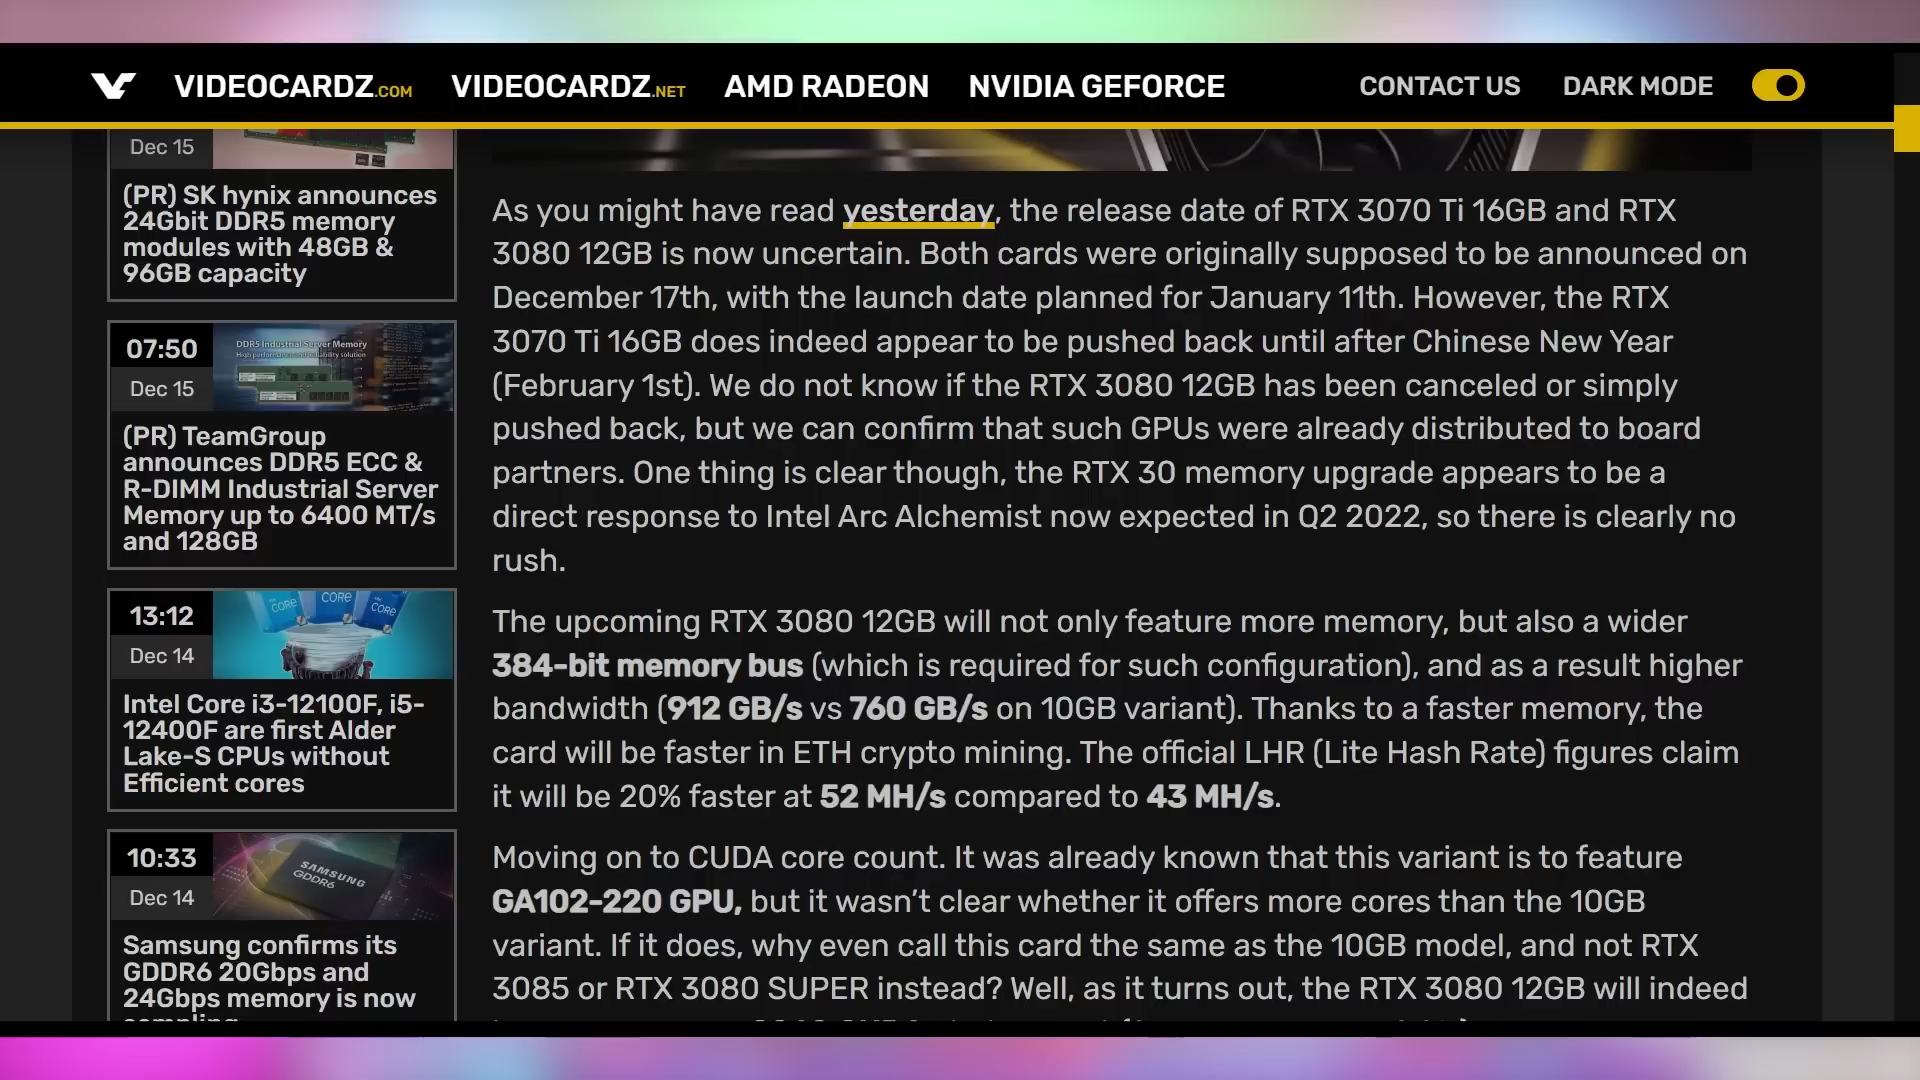 VIDEOCARDZ.COM VIDEOCARDZ.NET AMD RADEON NVIDIA GEFORCE CONTACT US DARK MODE
Dec 15
(PR) SK hynix announces
24Gbit DDR5 memory
modules with 48GB &
96GB capacity
07:50
Dec 15
DDR5 Industrial Server Memory
(PR) TeamGroup
announces DDR5 ECC &
R-DIMM Industrial Server
Memory up to 6400 MT/s
and 128GB
13:12
Dec 14
CORE CORE CORE
Intel Core i3-12100F, i5-
12400F are first Alder
Lake-S CPUs without
Efficient cores
10:33
Dec 14
SAMSUNG
GDDR6
Samsung confirms its
GDDR6 20Gbps and
24Gbps memory is now
As you might have read yesterday, the release date of RTX 3070 Ti 16GB and RTX
3080 12GB is now uncertain. Both cards were originally supposed to be announced on
December 17th, with the launch date planned for January 11th. However, the RTX
3070 Ti 16GB does indeed appear to be pushed back until after Chinese New Year
(February 1st). We do not know if the RTX 3080 12GB has been canceled or simply
pushed back, but we can confirm that such GPUs were already distributed to board
partners. One thing is clear though, the RTX 30 memory upgrade appears to be a
direct response to Intel Arc Alchemist now expected in Q2 2022, so there is clearly no
rush.
The upcoming RTX 3080 12GB will not only feature more memory, but also a wider
384-bit memory bus (which is required for such configuration), and as a result higher
bandwidth (912 GB/s vs 760 GB/s on 10GB variant). Thanks to a faster memory, the
card will be faster in ETH crypto mining. The official LHR (Lite Hash Rate) figures claim
it will be 20% faster at 52 MH/s compared to 43 MH/s.
Moving on to CUDA core count. It was already known that this variant is to feature
GA102-220 GPU, but it wasn't clear whether it offers more cores than the 10GB
variant. If it does, why even call this card the same as the 10GB model, and not RTX
3085 or RTX 3080 SUPER instead? Well, as it turns out, the RTX 3080 12GB will indeed